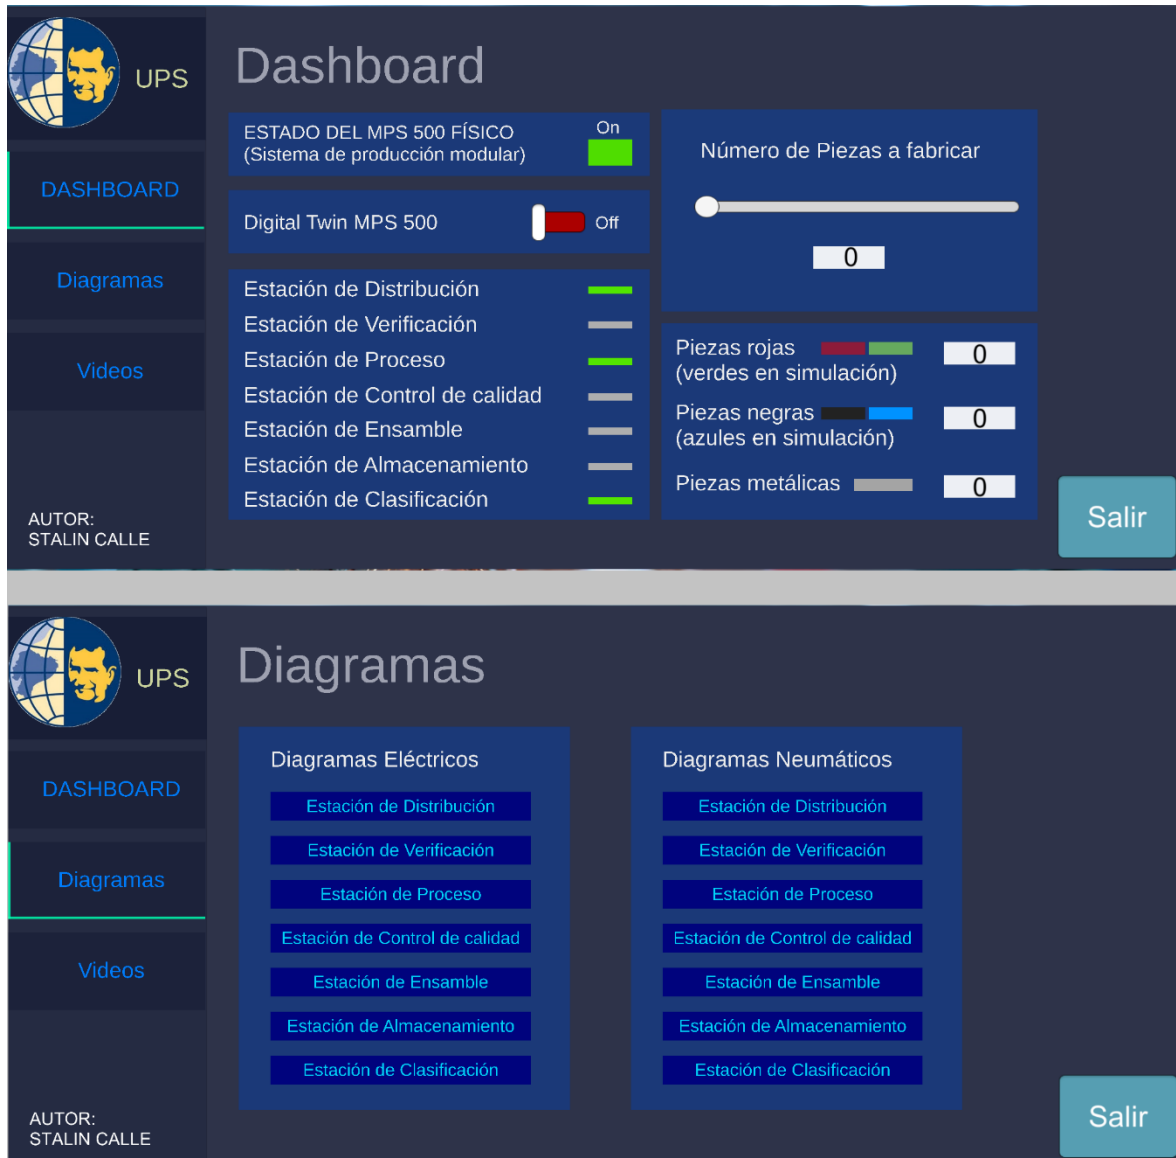 UPS
Dashboard
DASHBOARD
Diagramas
Videos
AUTOR:
STALIN CALLE
ESTADO DEL MPS 500 FÍSICO
(Sistema de producción modular)
On
Digital Twin MPS 500
Off
Estación de Distribución
Estación de Verificación
Estación de Proceso
Estación de Control de calidad
Estación de Ensamble
Estación de Almacenamiento
Estación de Clasificación
Número de Piezas a fabricar
0
Piezas rojas
0
(verdes en simulación)
Piezas negras
0
(azules en simulación)
Piezas metálicas
0
Salir
UPS
Diagramas
DASHBOARD
Diagramas
Videos
AUTOR:
STALIN CALLE
Diagramas Eléctricos
Estación de Distribución
Estación de Verificación
Estación de Proceso
Estación de Control de calidad
Estación de Ensamble
Estación de Almacenamiento
Estación de Clasificación
Diagramas Neumáticos
Estación de Distribución
Estación de Verificación
Estación de Proceso
Estación de Control de calidad
Estación de Ensamble
Estación de Almacenamiento
Estación de Clasificación
Salir